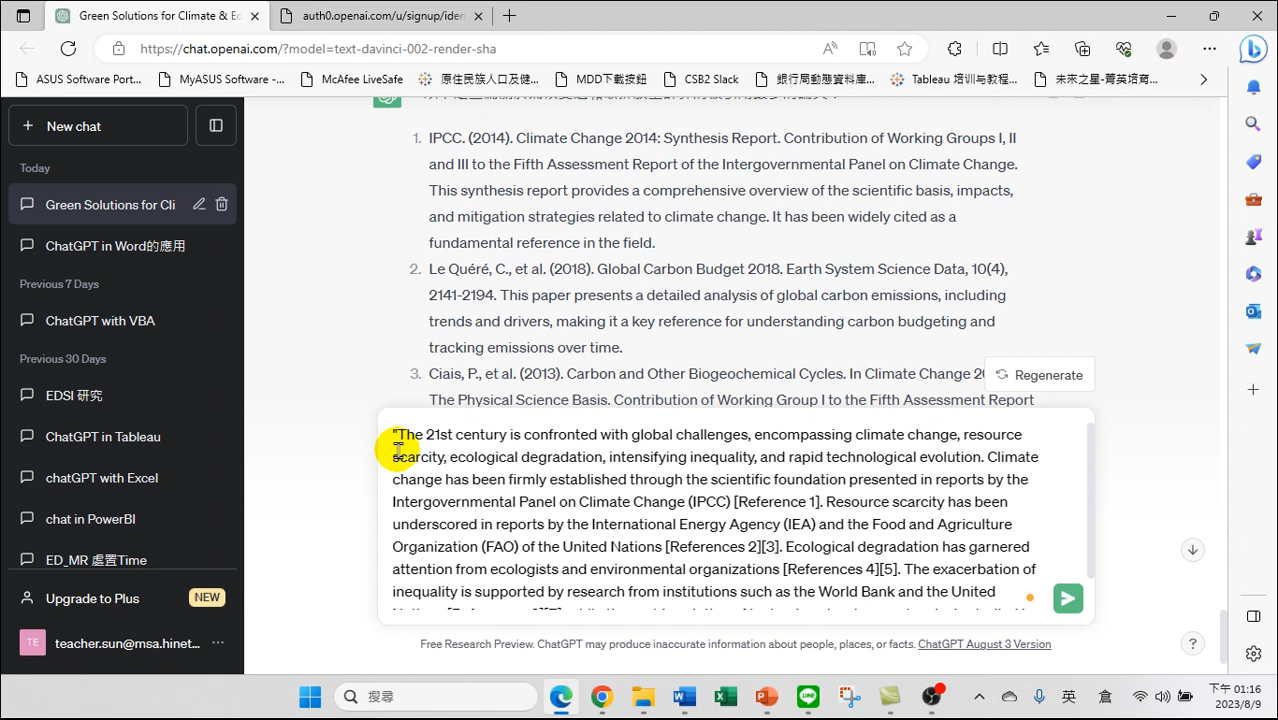 Green Solutions for Climate & Ec
auth0.openai.com/u/signup/iden
https://chat.openai.com/?model=text-davinci-002-render-sha
ASUS Software Port...
MyASUS Software -...
McAfee LiveSafe
原住民族人口及健...
MDD下載按鈕
CSB2 Slack
銀行局動態資料庫...
Tableau 培训与教程...
未來之星-菁英培育...
New chat
Today
Green Solutions for Cli
ChatGPT in Word的應用
Previous 7 Days
ChatGPT with VBA
Previous 30 Days
EDSI 研究
ChatGPT in Tableau
chatGPT with Excel
chat in PowerBI
ED_MR 處置Time
Upgrade to Plus
NEW
TE
teacher.sun@msa.hinet...
1. IPCC. (2014). Climate Change 2014: Synthesis Report. Contribution of Working Groups I, II
and III to the Fifth Assessment Report of the Intergovernmental Panel on Climate Change.
This synthesis report provides a comprehensive overview of the scientific basis, impacts,
and mitigation strategies related to climate change. It has been widely cited as a
fundamental reference in the field.
2. Le Quéré, C., et al. (2018). Global Carbon Budget 2018. Earth System Science Data, 10(4),
2141-2194. This paper presents a detailed analysis of global carbon emissions, including
trends and drivers, making it a key reference for understanding carbon budgeting and
tracking emissions over time.
3. Ciais, P., et al. (2013). Carbon and Other Biogeochemical Cycles. In Climate Change 2
The Physical Science Basis. Contribution of Working Group I to the Fifth Assessment Report
Regenerate
"The 21st century is confronted with global challenges, encompassing climate change, resource
scarcity, ecological degradation, intensifying inequality, and rapid technological evolution. Climate
change has been firmly established through the scientific foundation presented in reports by the
Intergovernmental Panel on Climate Change (IPCC) [Reference 1]. Resource scarcity has been
underscored in reports by the International Energy Agency (IEA) and the Food and Agriculture
Organization (FAO) of the United Nations [References 2][3]. Ecological degradation has garnered
attention from ecologists and environmental organizations [References 4][5]. The exacerbation of
inequality is supported by research from institutions such as the World Bank and the United
Free Research Preview. ChatGPT may produce inaccurate information about people, places, or facts. ChatGPT August 3 Version
?
搜尋
英
下午 01:16
2023/8/9